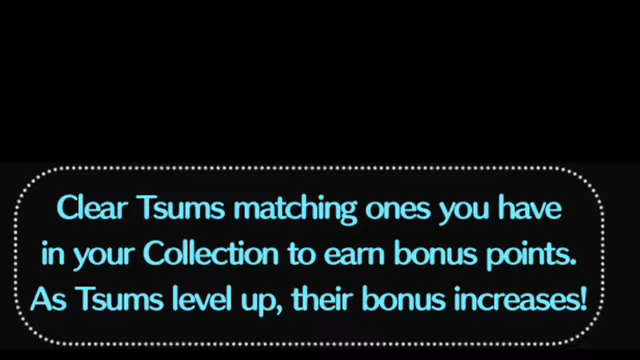 Clear Tsums matching ones you have
in your Collection to earn bonus points.
As Tsums level up, their bonus increases!